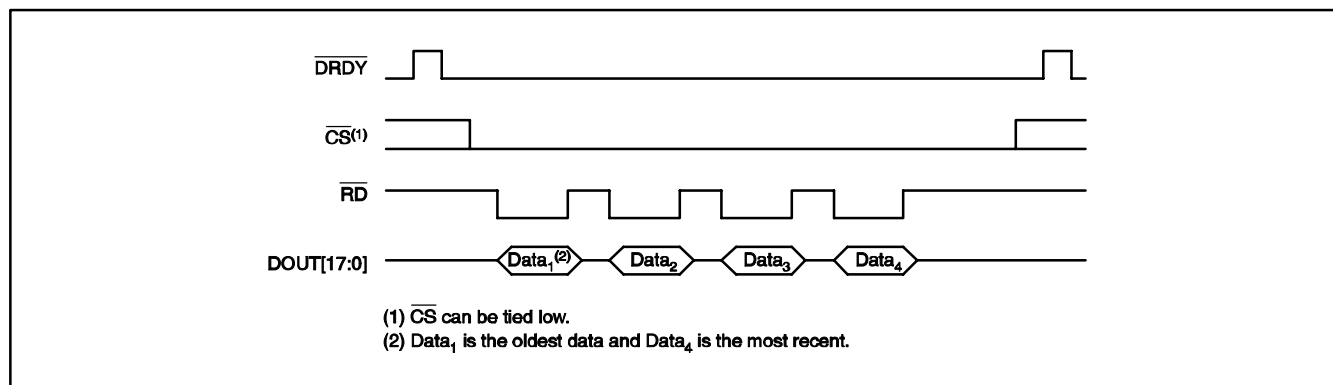 DRDY
CS(1)
RD
DOUT[17:0]
Data1(2) Data2 Data3 Data4
(1) CS can be tied low.
(2) Data1 is the oldest data and Data4 is the most recent.